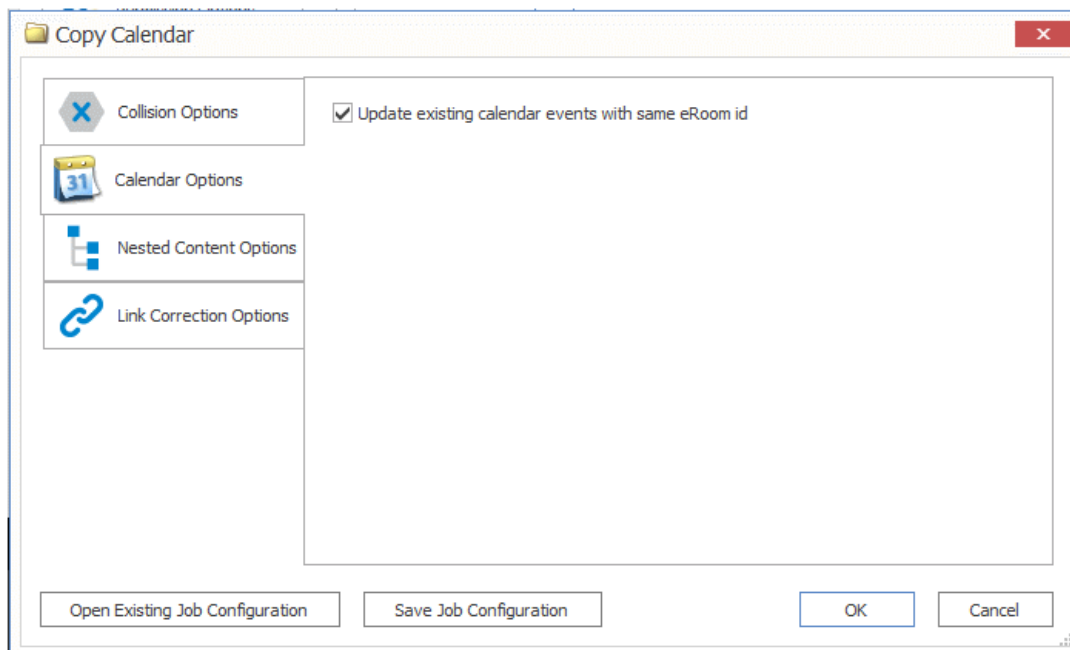 Copy Calendar
Collision Options
Update existing calendar events with same eRoom id
31
Calendar Options
Nested Content Options
Link Correction Options
Open Existing Job Configuration
Save Job Configuration
OK
Cancel